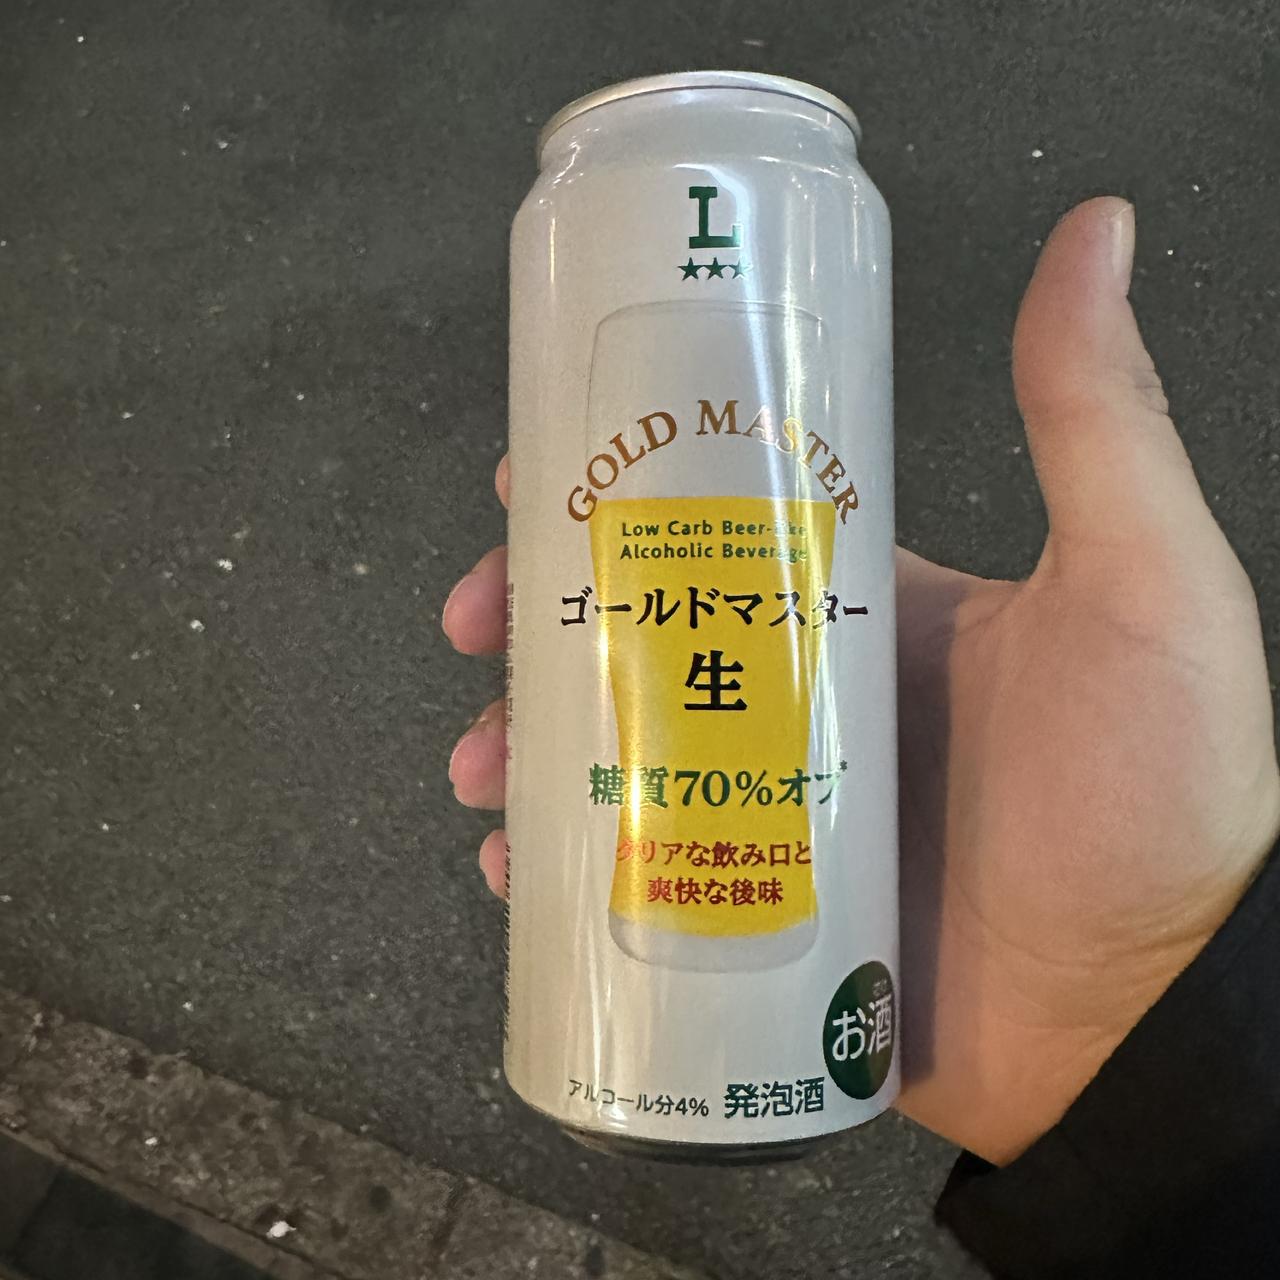 L
★★★
GOLD MASTER
Low Carb Beer-like
Alcoholic Beverage
ゴールドマスター
生
糖質70%オフ*
クリアな飲み口と
爽快な後味
お酒
アルコール分4% 発泡酒